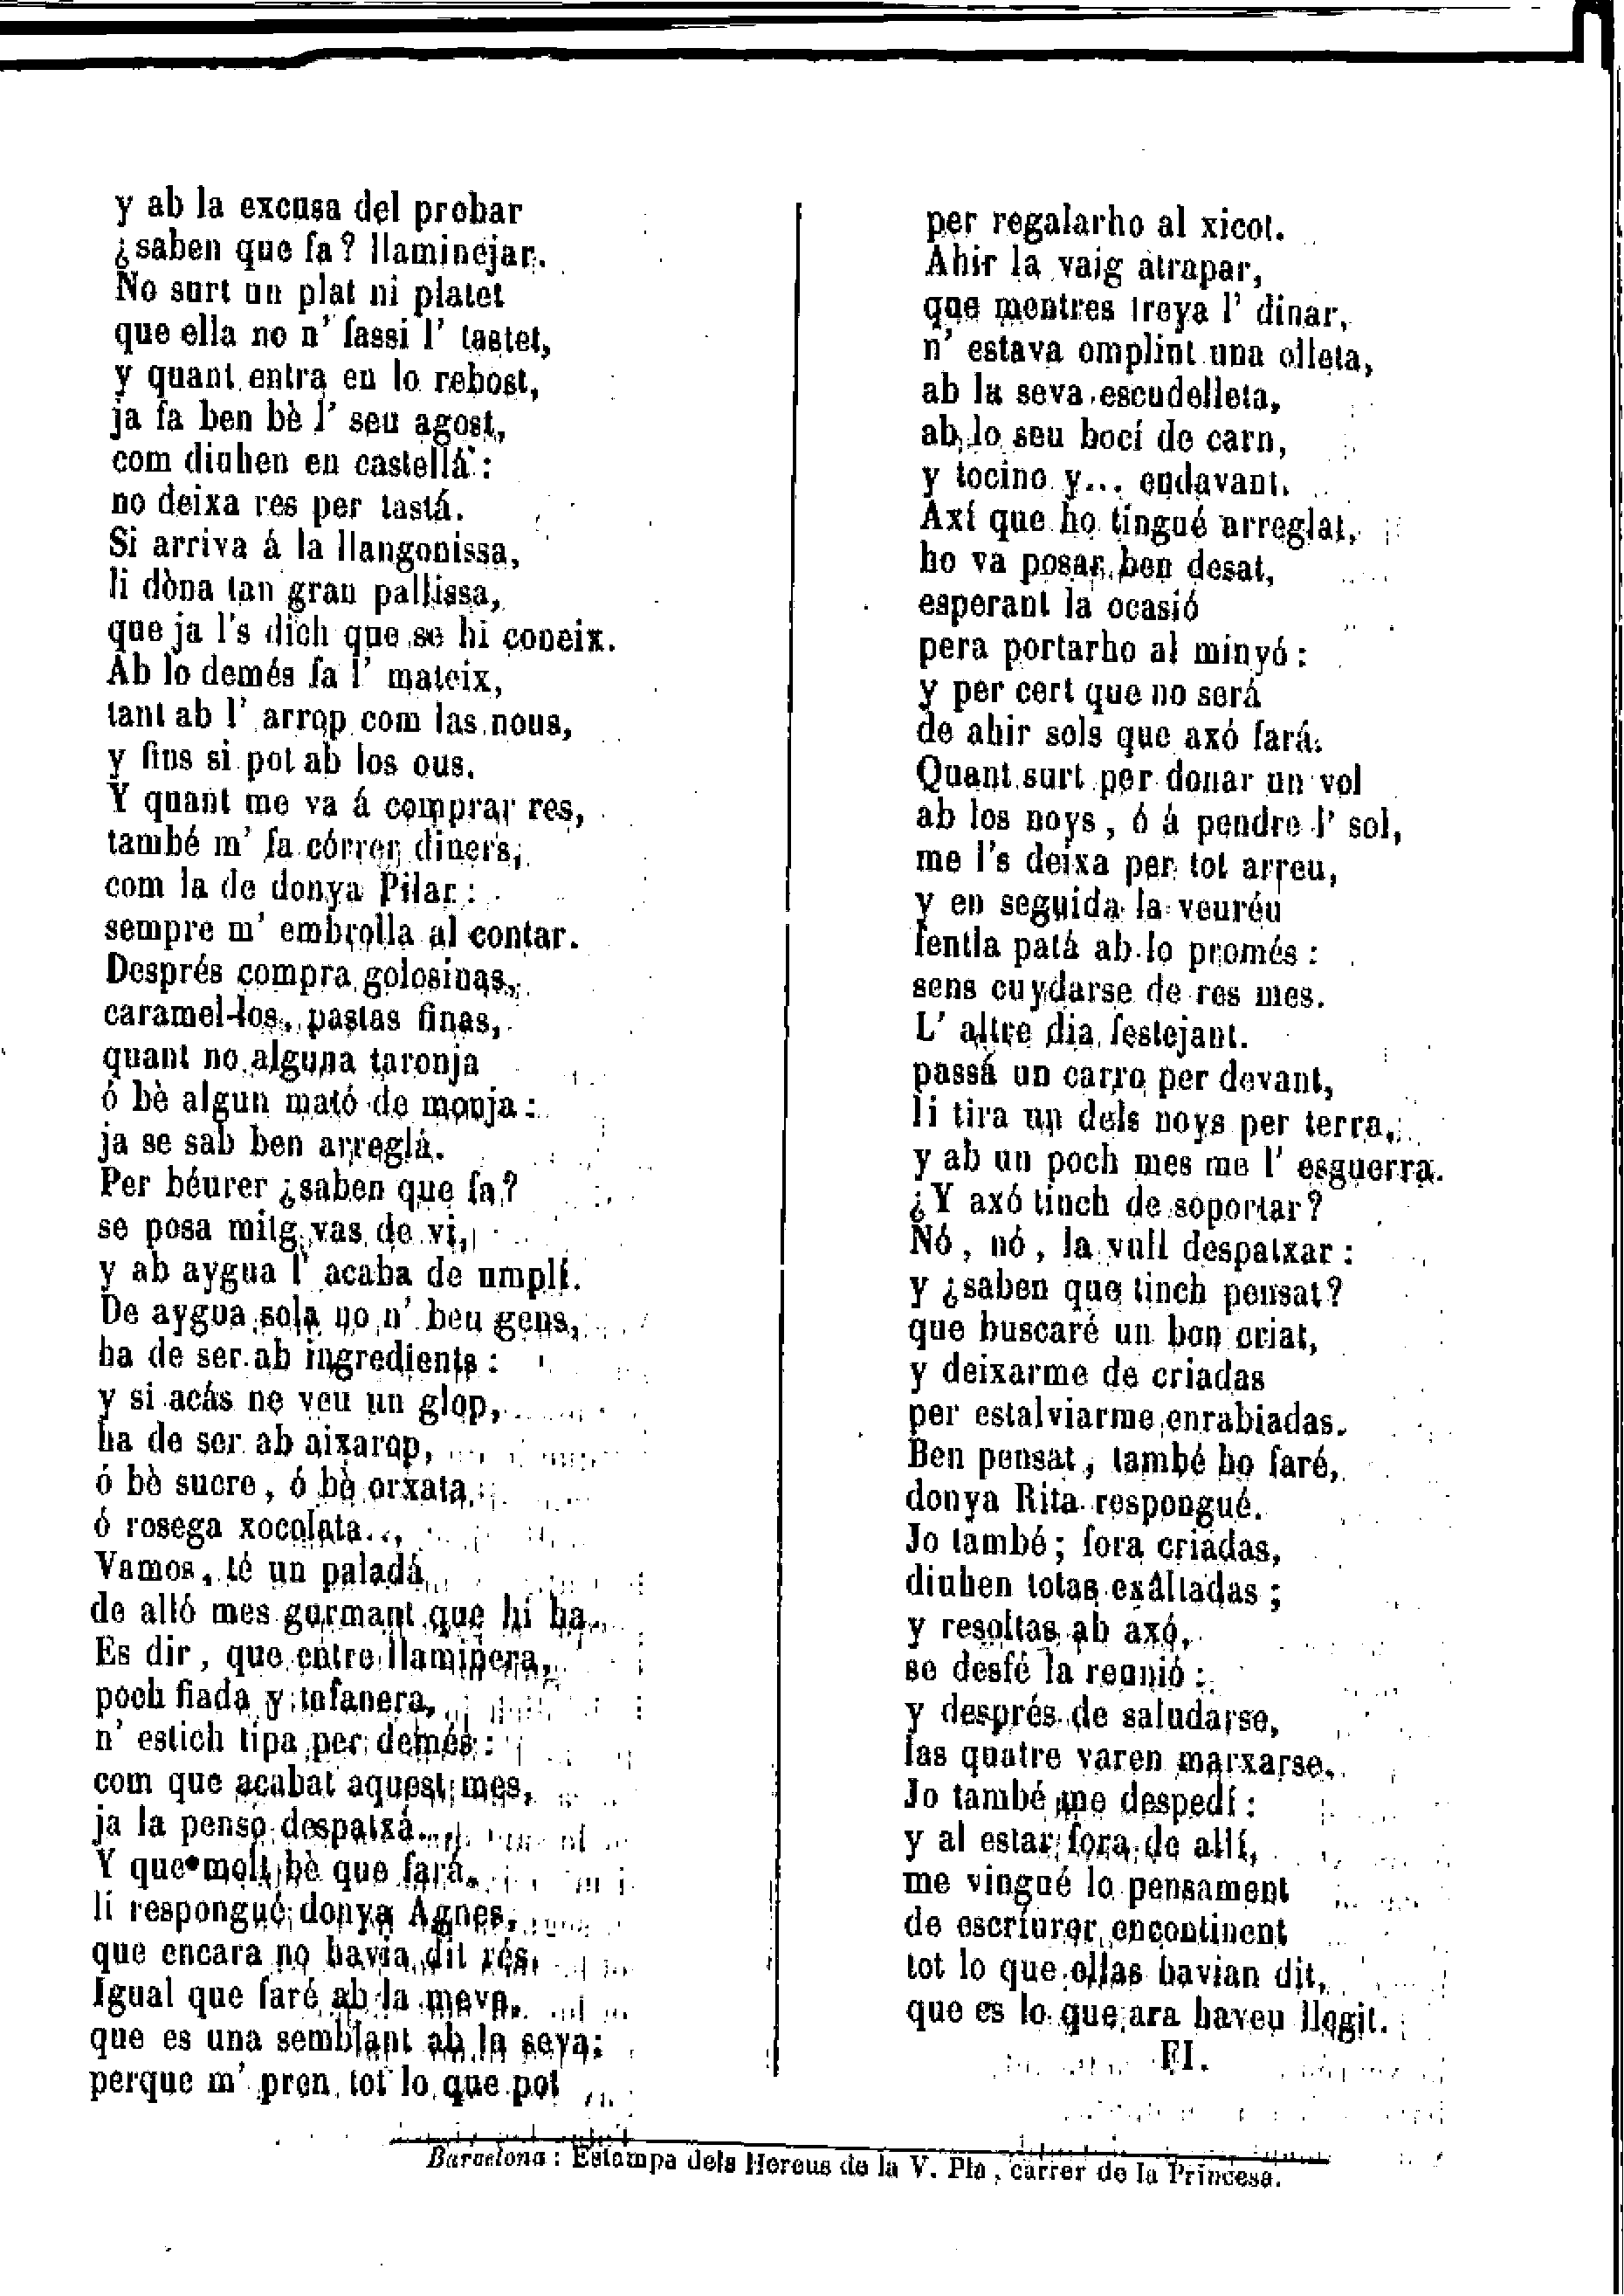 y ab la excusa del probar
¿saben que fa? llaminejar.
No surt un plat ni platet
que ella no n' fassi l' tastet,
y quant entra en lo rebost,
ja fa ben bè l' seu agost,
com diuhen en castellá:
no deixa res per tastá.
Si arriva á la llangonissa,
li dòna tan gran pallissa,
que ja l's dich que se hi coneix.
Ab lo demés fa l' mateix,
tant ab l' arrop com las nous,
y fins si pot ab los ous.
Y quant me va á comprar res,
també m' fa córrer diners,
com la de donya Pilar:
sempre m' embrolla al contar.
Després compra golosinas,
caramel-los, pastas finas,
quant no alguna taronja
ó bè algun mató de monja:
ja se sab ben arreglá.
Per béurer ¿saben que fa?
se posa mitg vas de vi,
y ab aygua l' acaba de umplí.
De aygua sola no n' beu gens,
ha de ser ab ingredients:
y si acás ne veu un glop,
ha de ser ab aixarop,
ó bè sucre, ó bè orxata,
ó rosega xocolata...
Vamos, té un paladá
de alló mes gurmant que hi ha.
Es dir, que entre llaminera,
poch fiada y tafanera,
n' estich tipa per demés:
com que acabat aquest mes,
ja la penso despatxá.
Y que molt bè que fará,
li respongué donya Agnes,
que encara no havia dit rés,
Igual que faré ab la meva,
que es una semblant ab la seva;
perque m' pren tot lo que pot
per regalarho al xicot.
Ahir la vaig atrapar,
que mentres treya l' dinar,
n' estava omplint una olleta,
ab la seva escudelleta,
ab lo seu bocí de carn,
y tocino y... endavant.
Axí que ho tingué arreglat,
ho va posar ben desat,
esperant la ocasió
pera portarho al minyó:
y per cert que no será
de ahir sols que axó fará.
Quant surt per donar un vol
ab los noys, ó á pendre l' sol,
me l's deixa per tot arreu,
y en seguida la veuréu
fentla patá ab lo promés:
sens cuydarse de res mes.
L' altre dia festejant.
passá un carro per devant,
li tira un dels noys per terra,
y ab un poch mes me l' esguerra.
¿Y axó tinch de soportar?
Nó, nó, la vull despatxar:
y ¿saben que tinch pensat?
que buscaré un bon criat,
y deixarme de criadas
per estalviarme enrabiadas.
Ben pensat, també ho faré,
donya Rita respongué.
Jo també; fora criadas,
diuhen totas exâltadas;
y resoltas ab axó,
se desfé la reunió:
y després de saludarse,
las quatre varen marxarse.
Jo també me despedí:
y al estar fora de allí,
me vingué lo pensament
de escríurer encontinent
tot lo que ellas havian dit,
que es lo que ara haveu llegit.
FI.
Barcelona: Estampa dels Hereus de la V. Pla, carrer de la Princesa.